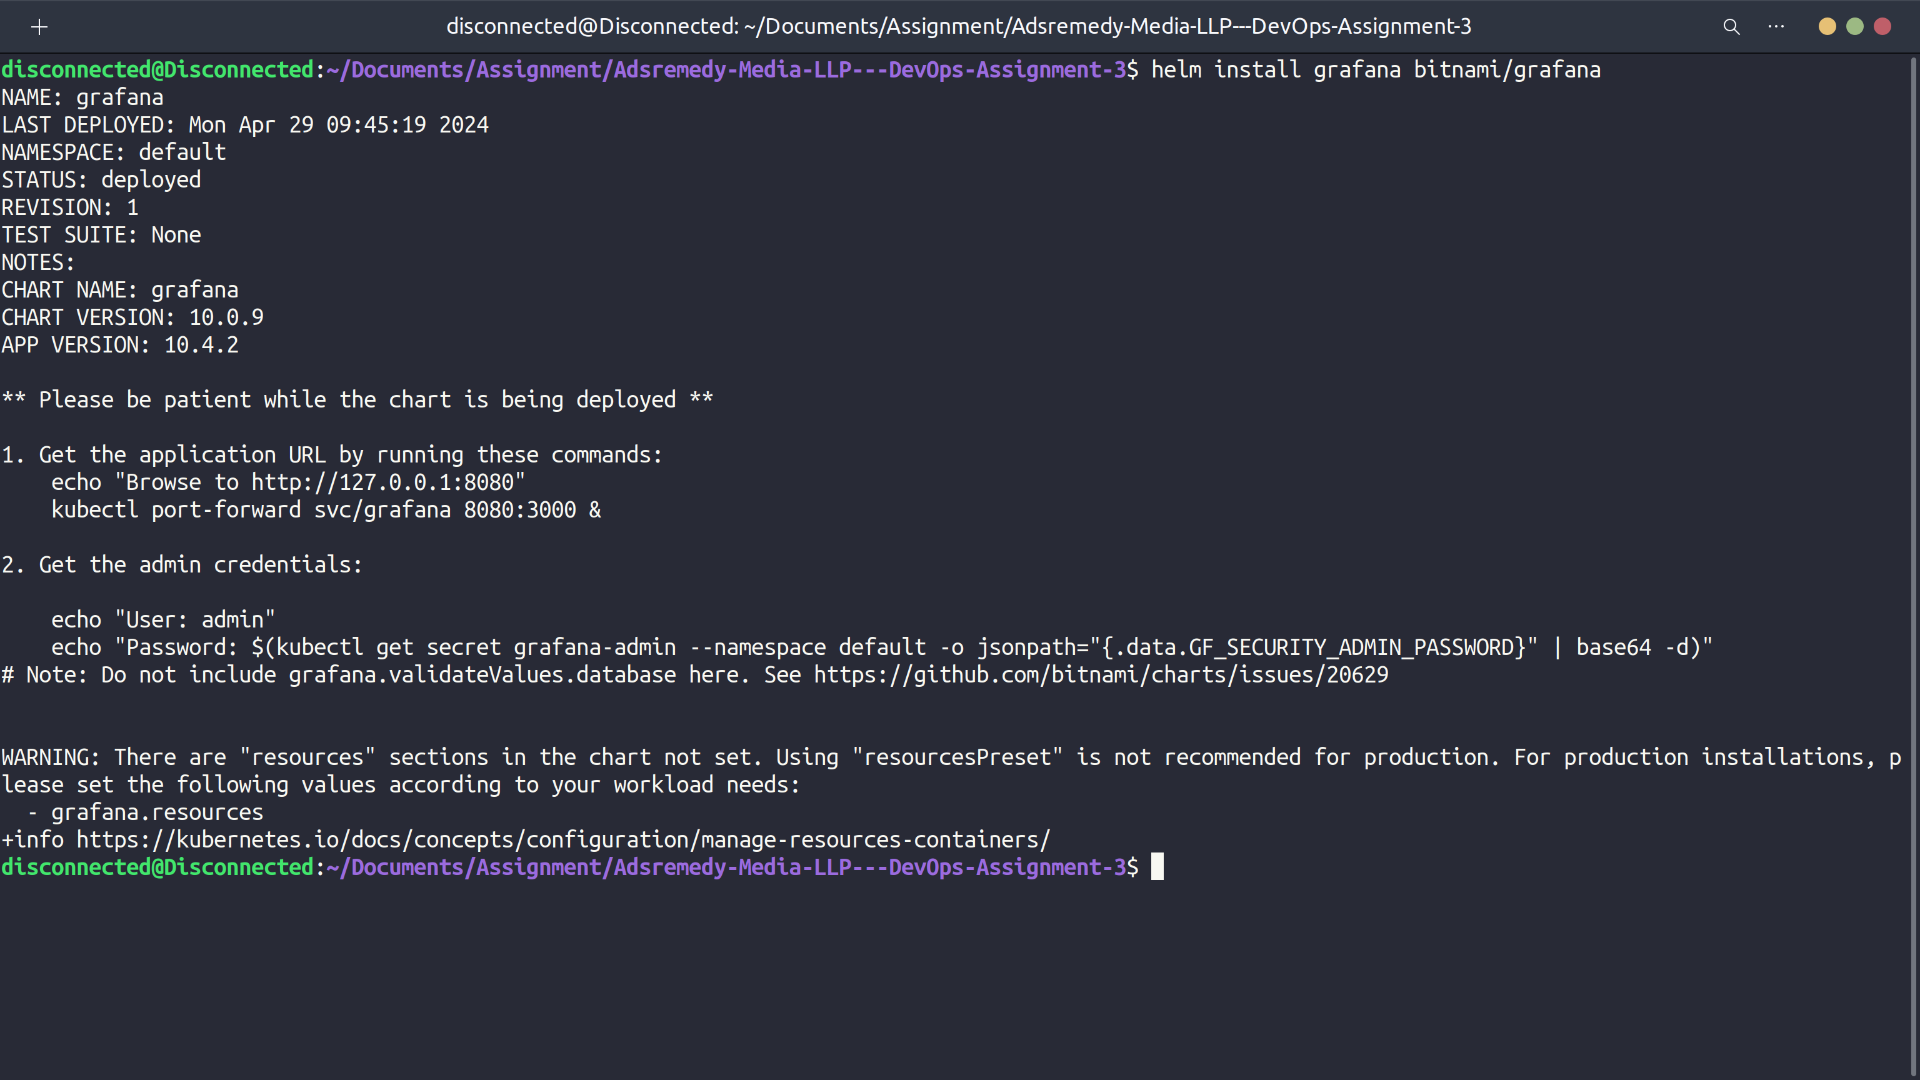 disconnected@Disconnected: ~/Documents/Assignment/Adsremedy-Media-LLP---DevOps-Assignment-3
disconnected@Disconnected:~/Documents/Assignment/Adsremedy-Media-LLP---DevOps-Assignment-3$ helm install grafana bitnami/grafana
NAME: grafana
LAST DEPLOYED: Mon Apr 29 09:45:19 2024
NAMESPACE: default
STATUS: deployed
REVISION: 1
TEST SUITE: None
NOTES:
CHART NAME: grafana
CHART VERSION: 10.0.9
APP VERSION: 10.4.2
** Please be patient while the chart is being deployed **
1. Get the application URL by running these commands:
echo "Browse to http://127.0.0.1:8080"
kubectl port-forward svc/grafana 8080:3000 &
2. Get the admin credentials:
echo "User: admin"
echo "Password: $(kubectl get secret grafana-admin --namespace default -o jsonpath="{.data.GF_SECURITY_ADMIN_PASSWORD}" | base64 -d)"
# Note: Do not include grafana.validateValues.database here. See https://github.com/bitnami/charts/issues/20629
WARNING: There are "resources" sections in the chart not set. Using "resourcesPreset" is not recommended for production. For production installations, p
lease set the following values according to your workload needs:
- grafana.resources
+info https://kubernetes.io/docs/concepts/configuration/manage-resources-containers/
disconnected@Disconnected:~/Documents/Assignment/Adsremedy-Media-LLP---DevOps-Assignment-3$